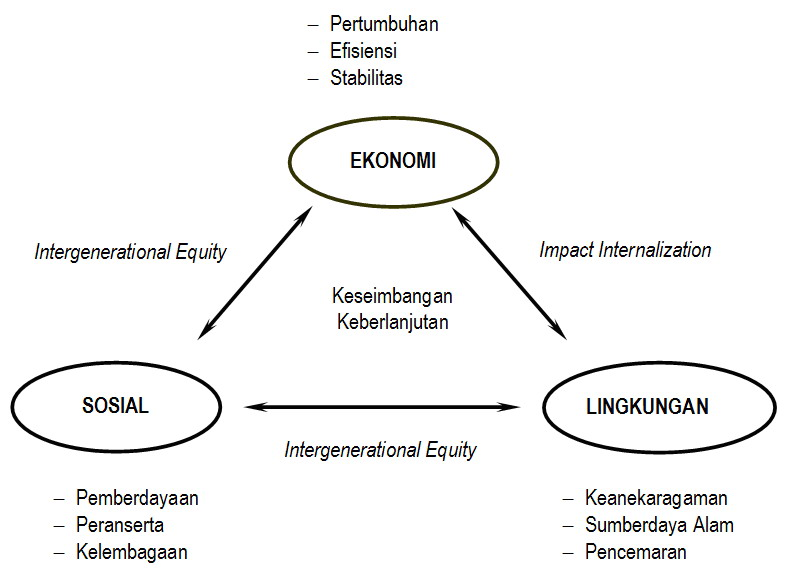 – Pertumbuhan
– Efisiensi
– Stabilitas
EKONOMI
Intergenerational Equity
Impact Internalization
Keseimbangan
Keberlanjutan
SOSIAL
LINGKUNGAN
Intergenerational Equity
– Pemberdayaan
– Peranserta
– Kelembagaan
– Keanekaragaman
– Sumberdaya Alam
– Pencemaran